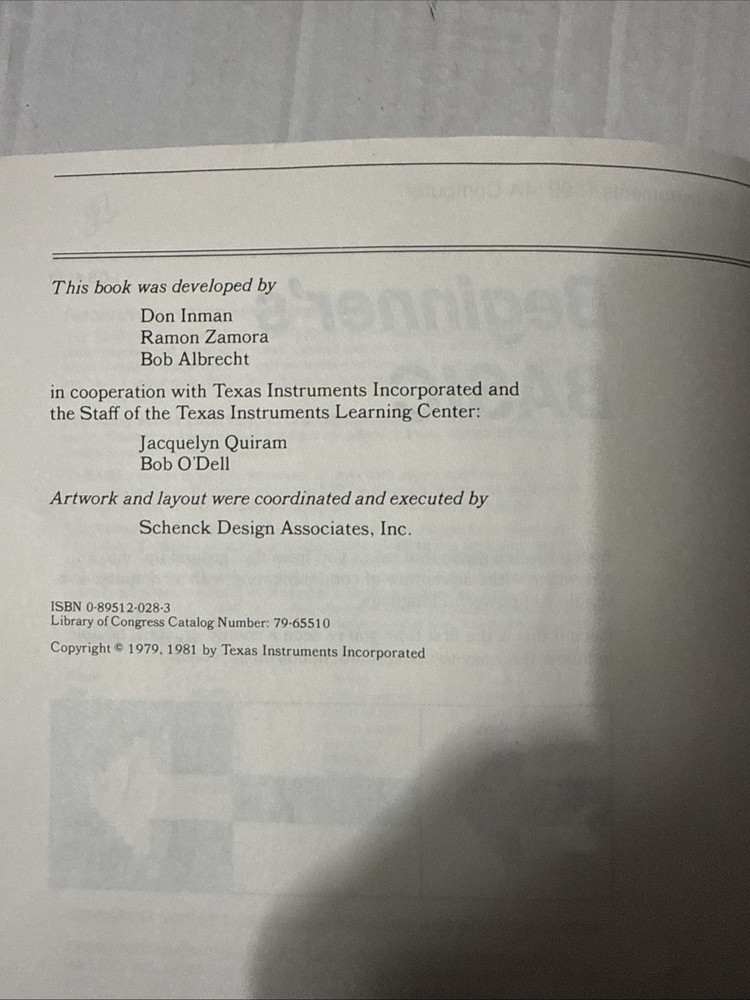 This book was developed by
Don Inman
Ramon Zamora
Bob Albrecht
in cooperation with Texas Instruments Incorporated and
the Staff of the Texas Instruments Learning Center:
Jacquelyn Quiram
Bob O'Dell
Artwork and layout were coordinated and executed by
Schenck Design Associates, Inc.
ISBN 0-89512-028-3
Library of Congress Catalog Number: 79-65510
Copyright © 1979, 1981 by Texas Instruments Incorporated
Beginner's
BASIC